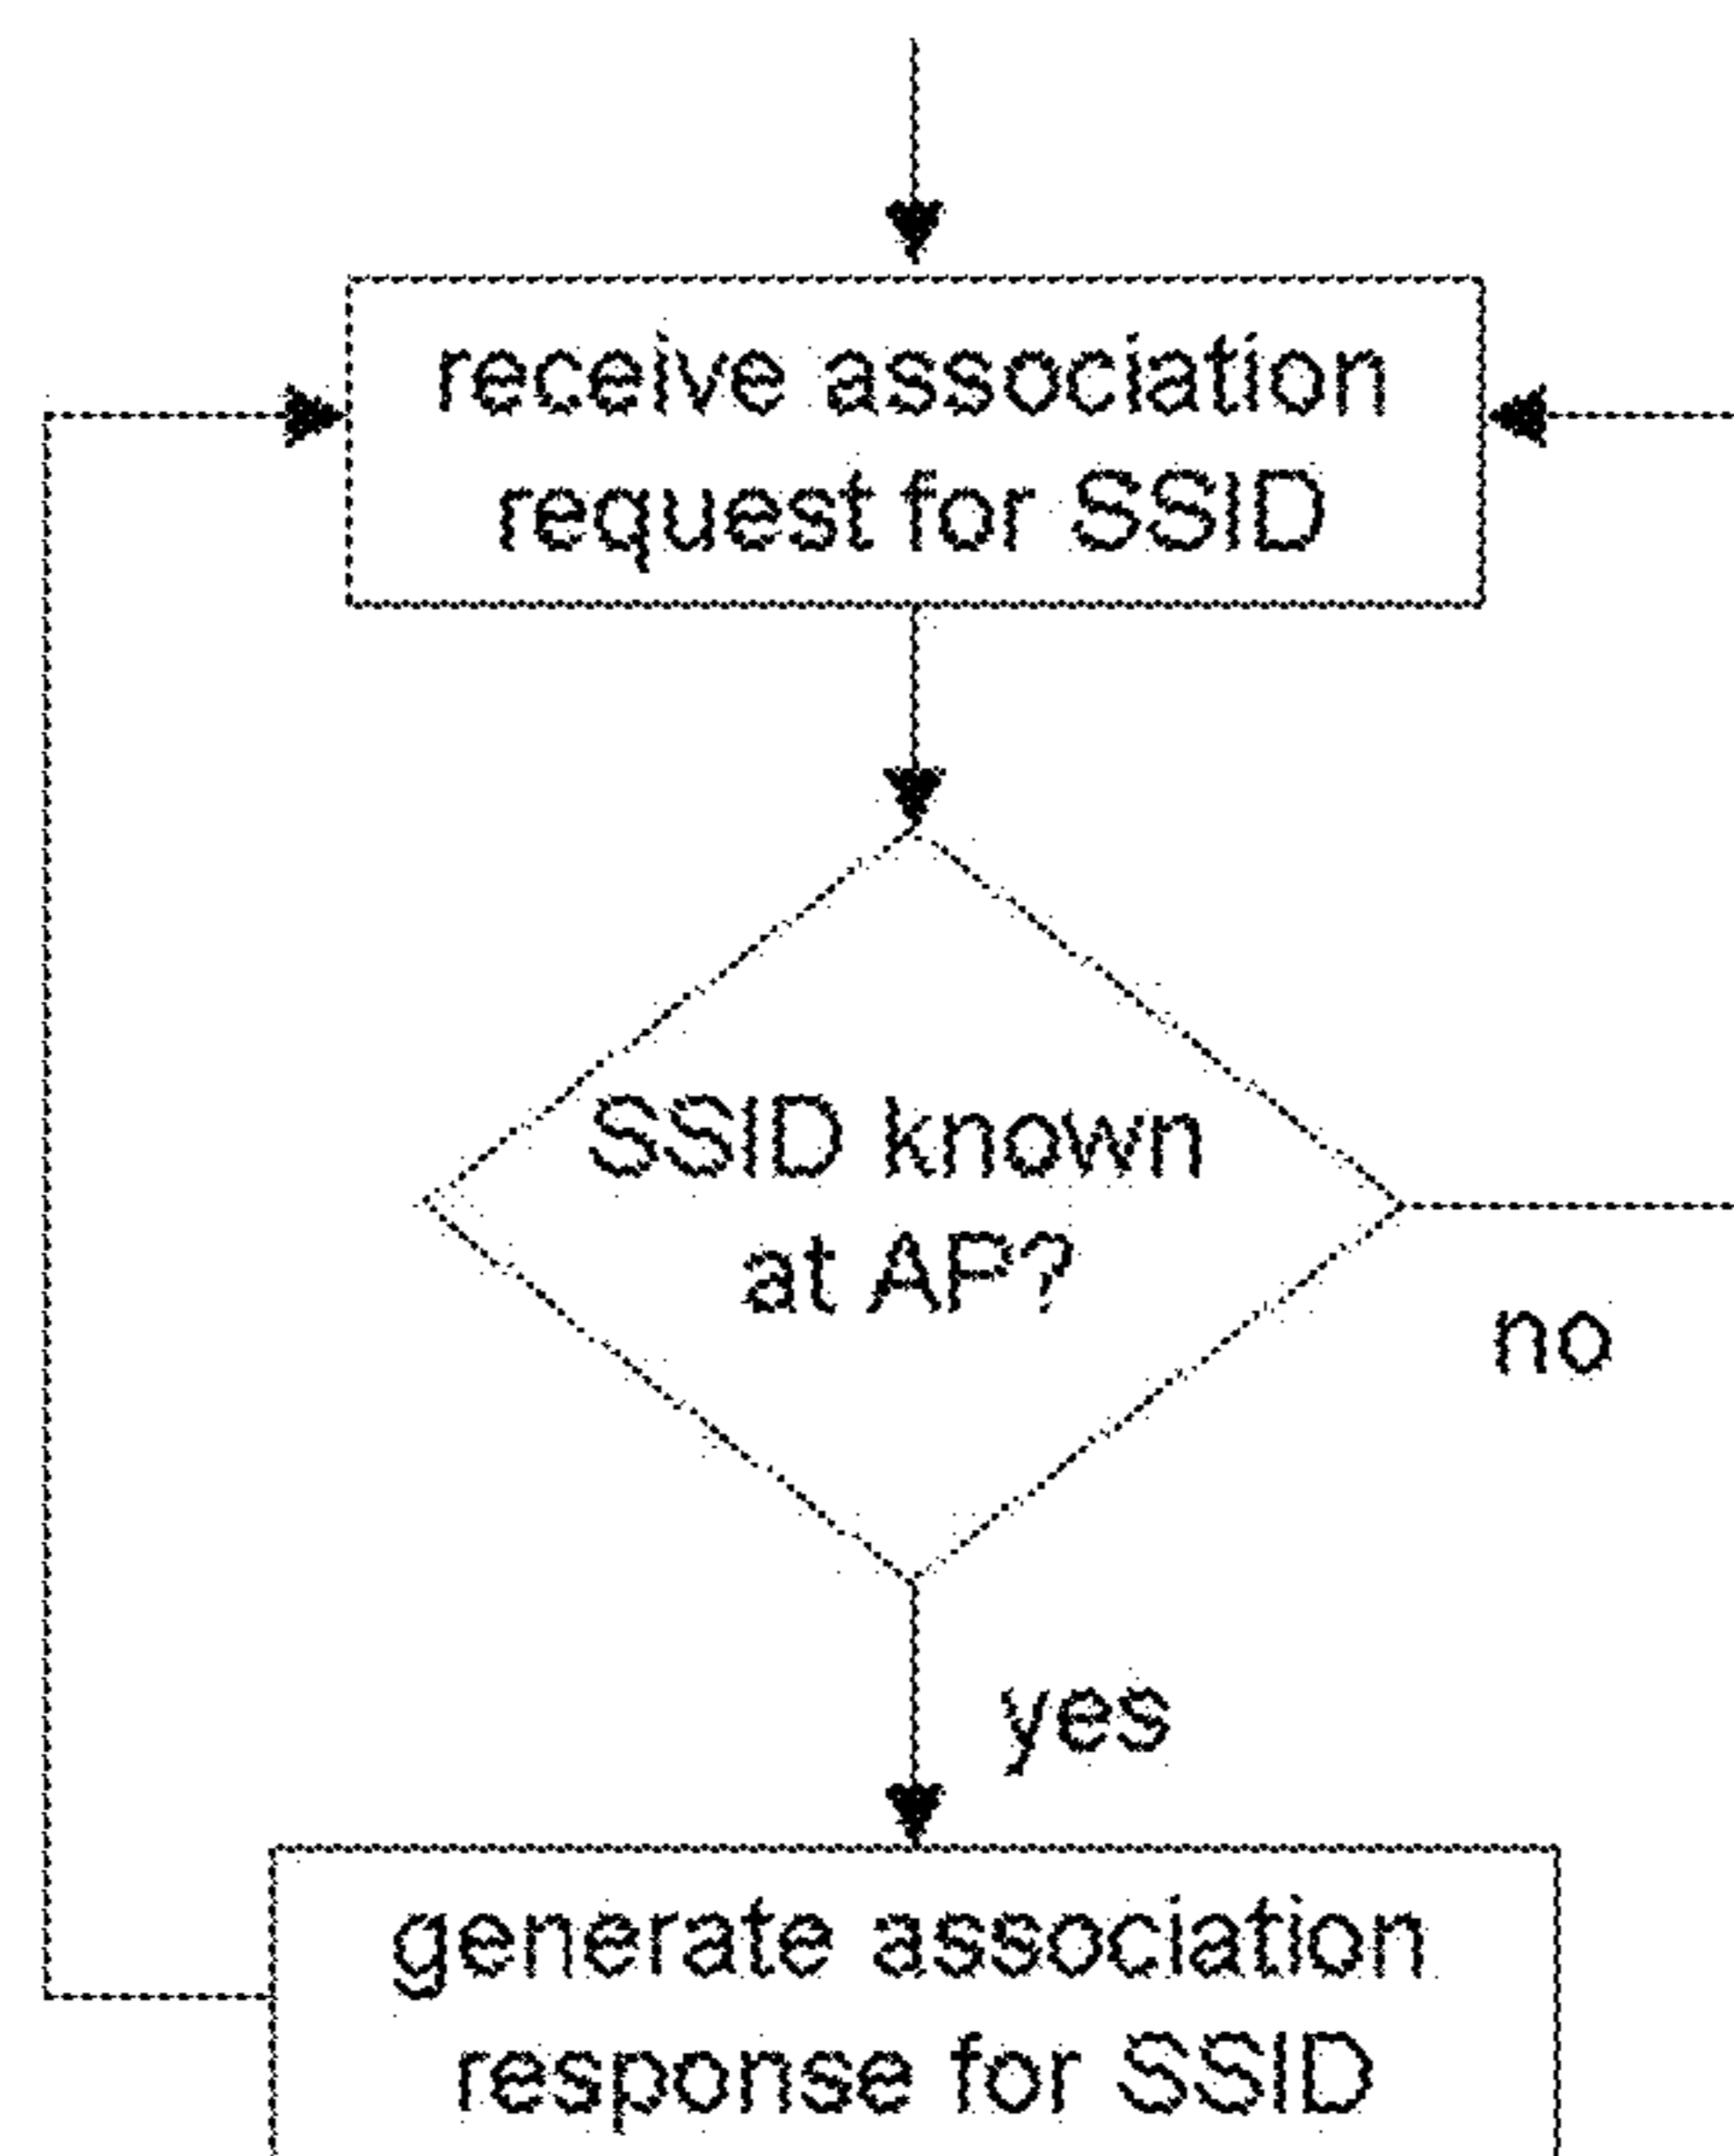 receive association
request for SSID
SSID known
at AP?
no
yes
generate association
response for SSID